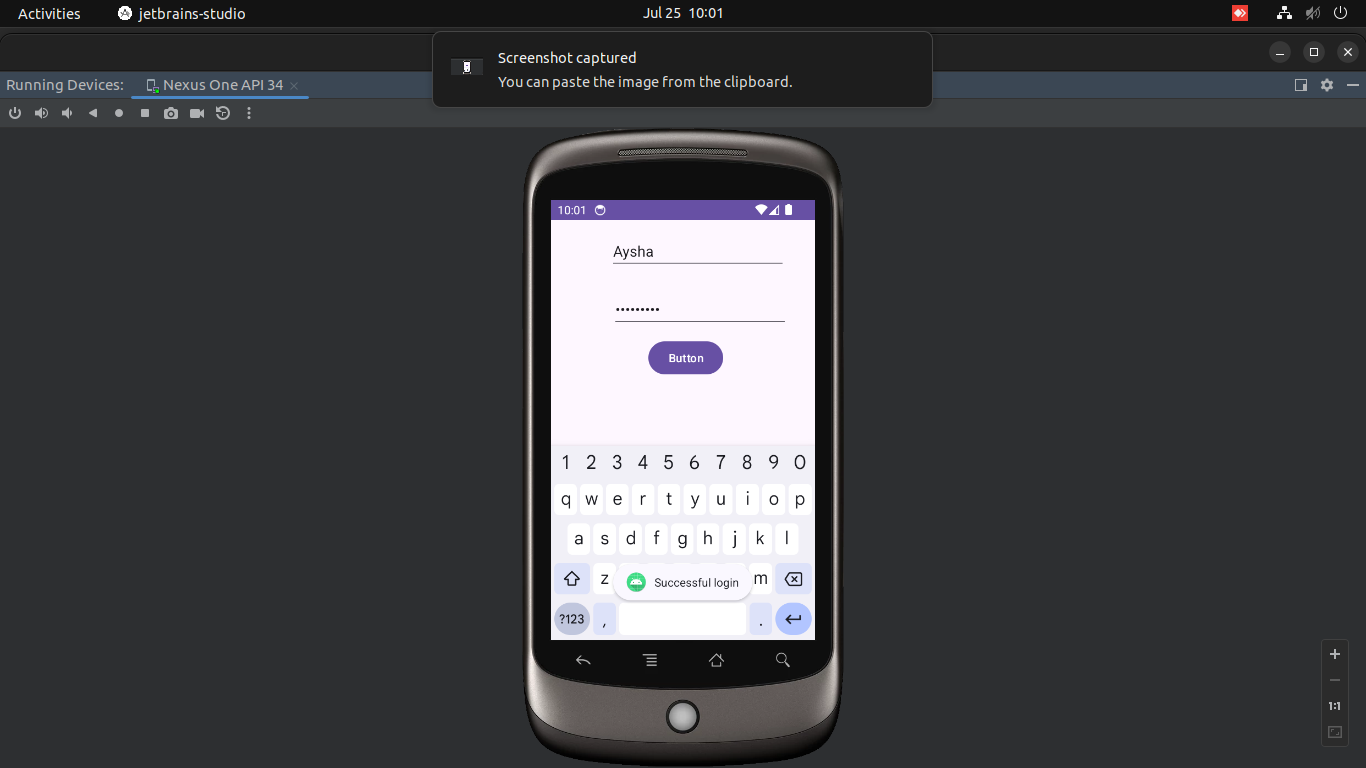 Activities
jetbrains-studio
Jul 25 10:01
Screenshot captured
You can paste the image from the clipboard.
Running Devices:
Nexus One API 34
10:01
Aysha
•••••••••
Button
1 2 3 4 5 6 7 8 9 0
q w e r t y u i o p
a s d f g h j k l
z m
Successful login
?123 , .
1:1